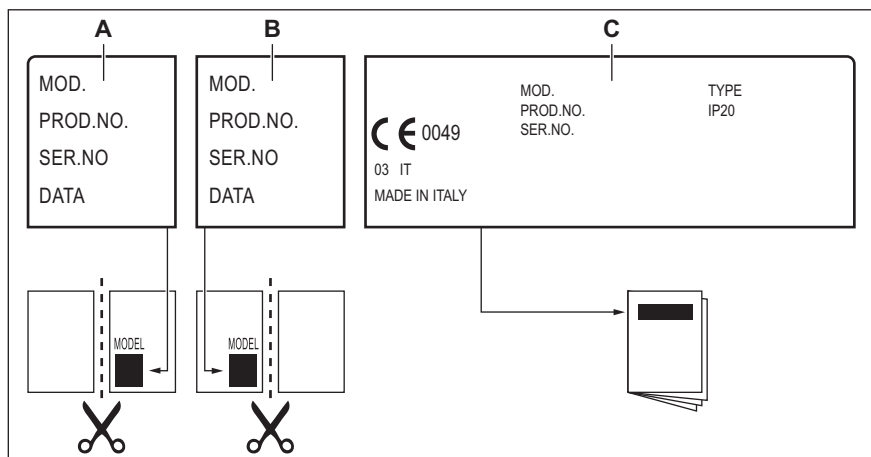 A
B
C
MOD.
PROD.NO.
SER.NO
DATA
MOD.
PROD.NO.
SER.NO
DATA
MOD.
PROD.NO.
SER.NO.
TYPE
IP20
CE 0049
03 IT
MADE IN ITALY
MODEL
MODEL